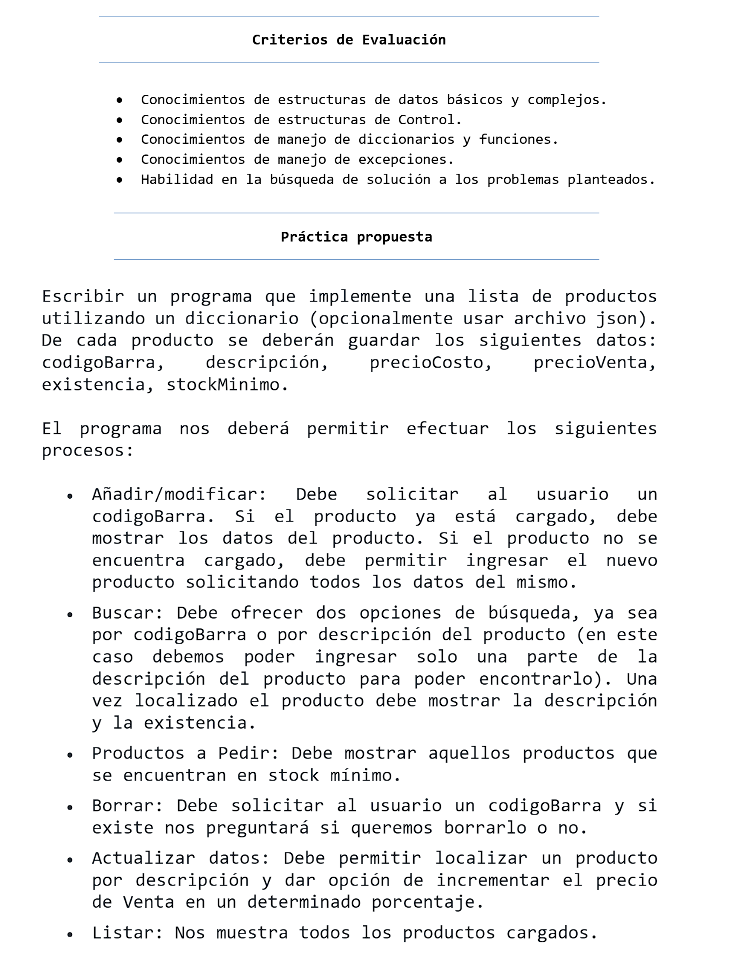 Criterios de Evaluación
• Conocimientos de estructuras de datos básicos y complejos.
• Conocimientos de estructuras de Control.
• Conocimientos de manejo de diccionarios y funciones.
• Conocimientos de manejo de excepciones.
• Habilidad en la búsqueda de solución a los problemas planteados.
Práctica propuesta
Escribir un programa que implemente una lista de productos
utilizando un diccionario (opcionalmente usar archivo json).
De cada producto se deberán guardar los siguientes datos:
codigoBarra, descripción, precioCosto, precioVenta,
existencia, stockMinimo.
El programa nos deberá permitir efectuar los siguientes
procesos:
• Añadir/modificar: Debe solicitar al usuario un
codigoBarra. Si el producto ya está cargado, debe
mostrar los datos del producto. Si el producto no se
encuentra cargado, debe permitir ingresar el nuevo
producto solicitando todos los datos del mismo.
• Buscar: Debe ofrecer dos opciones de búsqueda, ya sea
por codigoBarra o por descripción del producto (en este
caso debemos poder ingresar solo una parte de la
descripción del producto para poder encontrarlo). Una
vez localizado el producto debe mostrar la descripción
y la existencia.
• Productos a Pedir: Debe mostrar aquellos productos que
se encuentran en stock mínimo.
• Borrar: Debe solicitar al usuario un codigoBarra y si
existe nos preguntará si queremos borrarlo o no.
• Actualizar datos: Debe permitir localizar un producto
por descripción y dar opción de incrementar el precio
de Venta en un determinado porcentaje.
• Listar: Nos muestra todos los productos cargados.